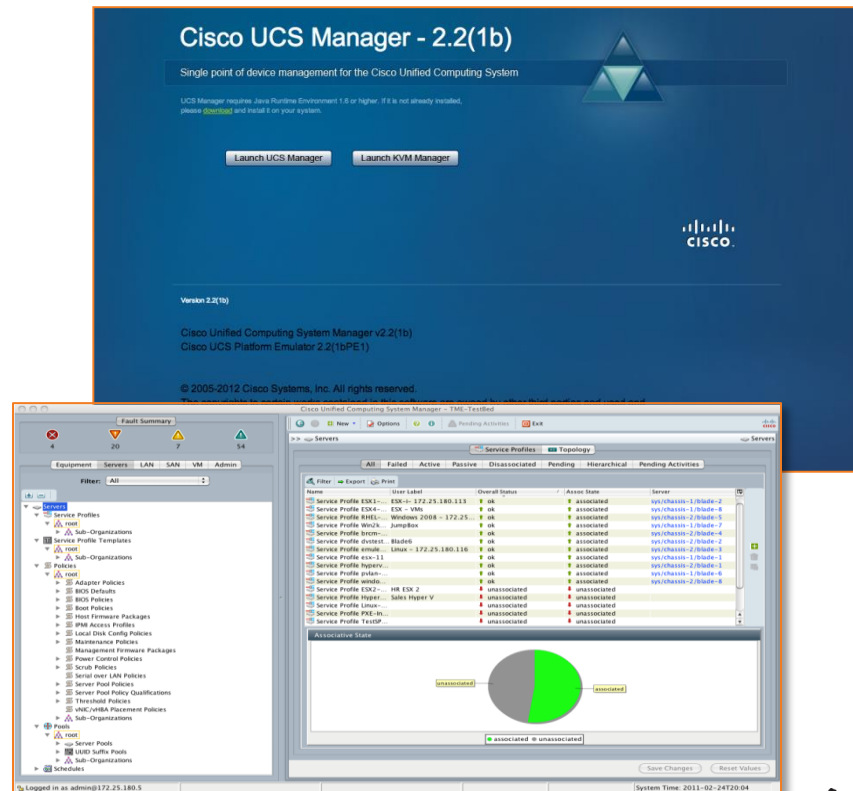 Cisco UCS Manager - 2.2(1b)
Single point of device management for the Cisco Unified Computing System
UCS Manager requires Java Runtime Environment 1.6 or higher. If it is not already installed,
please download and install it on your system.
Launch UCS Manager Launch KVM Manager
CISCO.
Version 2.2(1b)
Cisco Unified Computing System Manager v2.2(1b)
Cisco UCS Platform Emulator 2.2(1bPE1)
© 2005-2012 Cisco Systems, Inc. All rights reserved.
Cisco Unified Computing System Manager - TME-TestBed
Fault Summary
4 20 7 54
Equipment Servers LAN SAN VM Admin
Filter: All
Servers
Service Profiles
root
Sub-Organizations
Service Profile Templates
root
Sub-Organizations
Policies
root
Adapter Policies
BIOS Defaults
BIOS Policies
Boot Policies
Host Firmware Packages
IPMI Access Profiles
Local Disk Config Policies
Maintenance Policies
Management Firmware Packages
Power Control Policies
Scrub Policies
Serial over LAN Policies
Server Pool Policies
Server Pool Policy Qualifications
Threshold Policies
vNIC/vHBA Placement Policies
Sub-Organizations
Pools
root
Server Pools
UUID Suffix Pools
Sub-Organizations
Schedules
New Options Pending Activities Exit
>> Servers Servers
Service Profiles Topology
All Failed Active Passive Disassociated Pending Hierarchical Pending Activities
Filter Export Print
Name User Label Overall Status Assoc State Server
Service Profile ESX1-... ESX-i- 172.25.180.113 ok associated sys/chassis-1/blade-2
Service Profile ESX4-... ESX - VMs ok associated sys/chassis-1/blade-8
Service Profile RHEL-... Windows 2008 - 172.25... ok associated sys/chassis-2/blade-5
Service Profile Win2k... JumpBox ok associated sys/chassis-1/blade-7
Service Profile brcm-... ok associated sys/chassis-2/blade-4
Service Profile dvstest... Blade6 ok associated sys/chassis-2/blade-2
Service Profile emule... Linux - 172.25.180.116 ok associated sys/chassis-1/blade-3
Service Profile esx-11 ok associated sys/chassis-1/blade-1
Service Profile hyperv... ok associated sys/chassis-2/blade-1
Service Profile pvlan-... ok associated sys/chassis-1/blade-6
Service Profile windo... ok associated sys/chassis-2/blade-8
Service Profile ESX2-... HR ESX 2 unassociated unassociated
Service Profile Hyper... Sales Hyper V unassociated unassociated
Service Profile Linux-... unassociated unassociated
Service Profile PXE-In... unassociated unassociated
Service Profile TestSP... unassociated unassociated
Associative State
unassociated associated
associated unassociated
Save Changes Reset Values
Logged in as admin@172.25.180.5 System Time: 2011-02-24T20:04